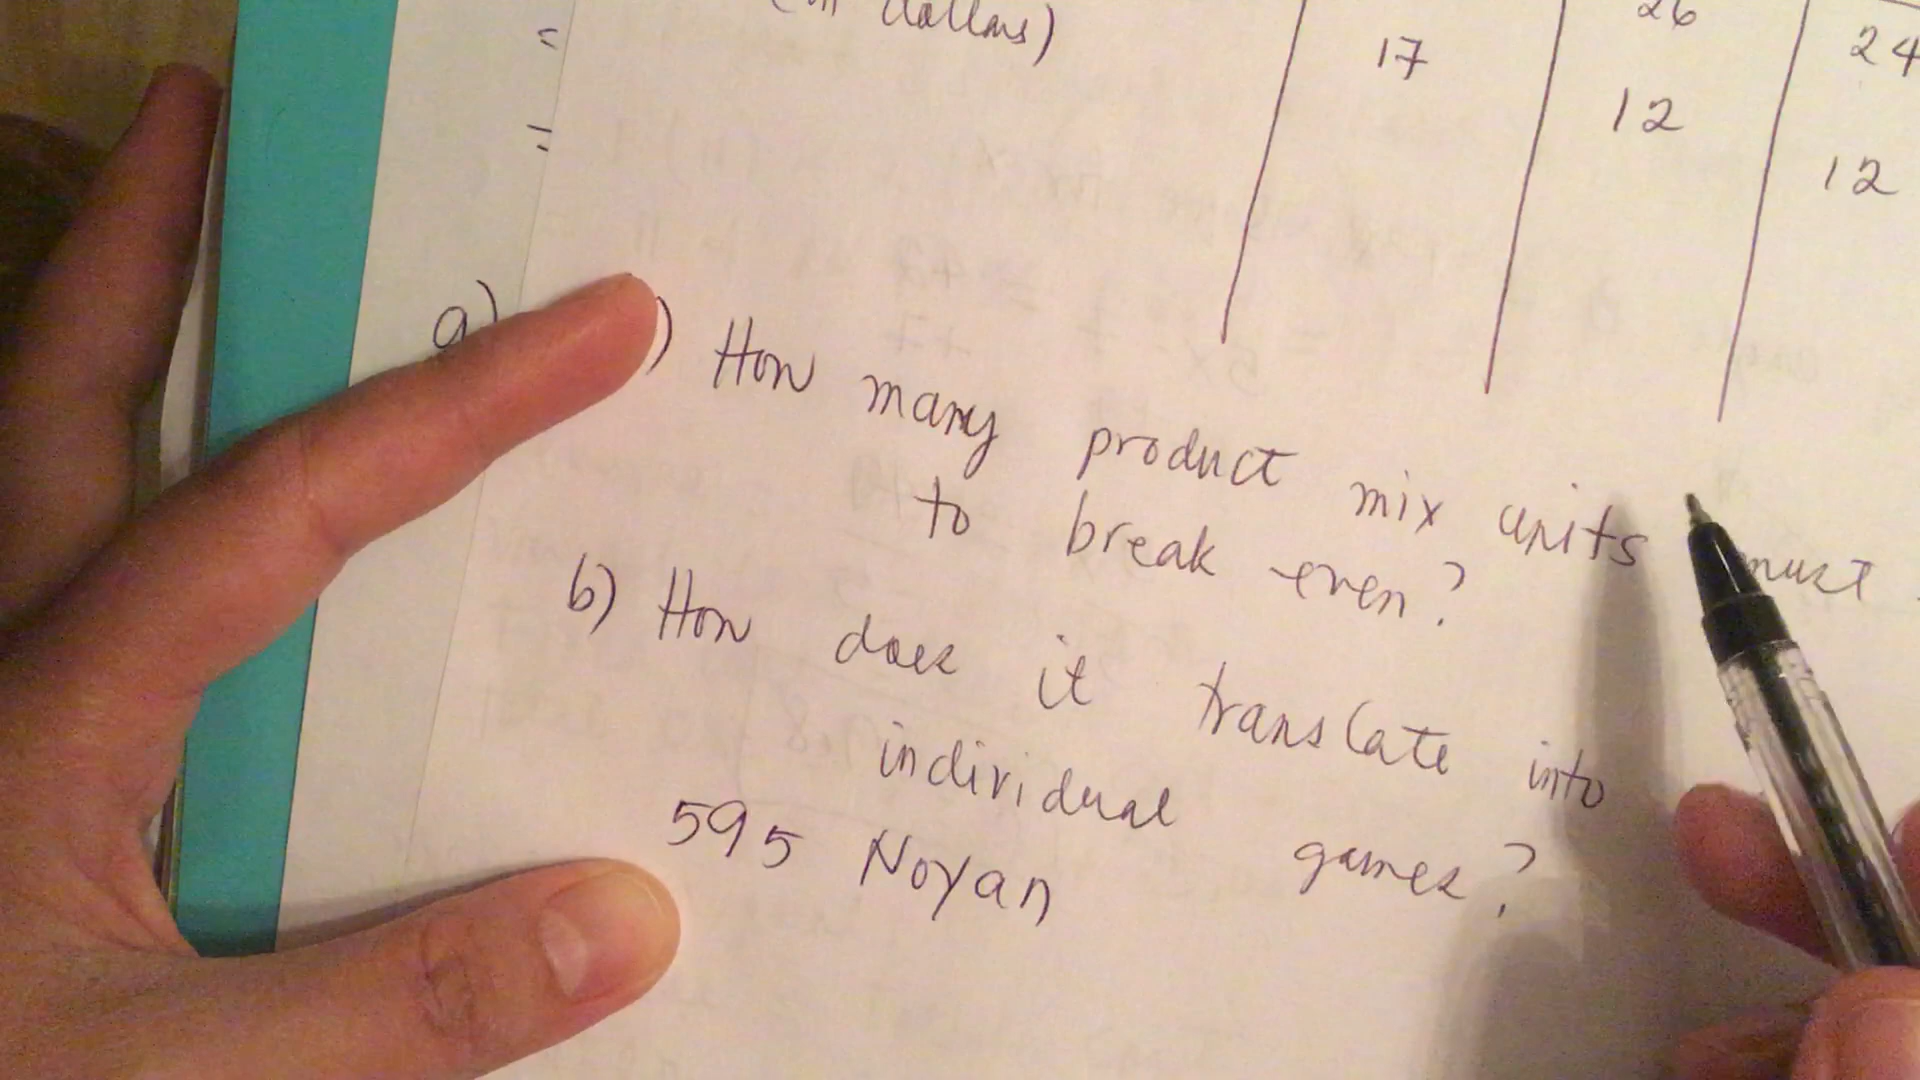 (in dollars) 26
17 24
= 12
= 12
a) ) How many product mix units must
to break even?
b) How does it translate into
individual games?
595 Noyan